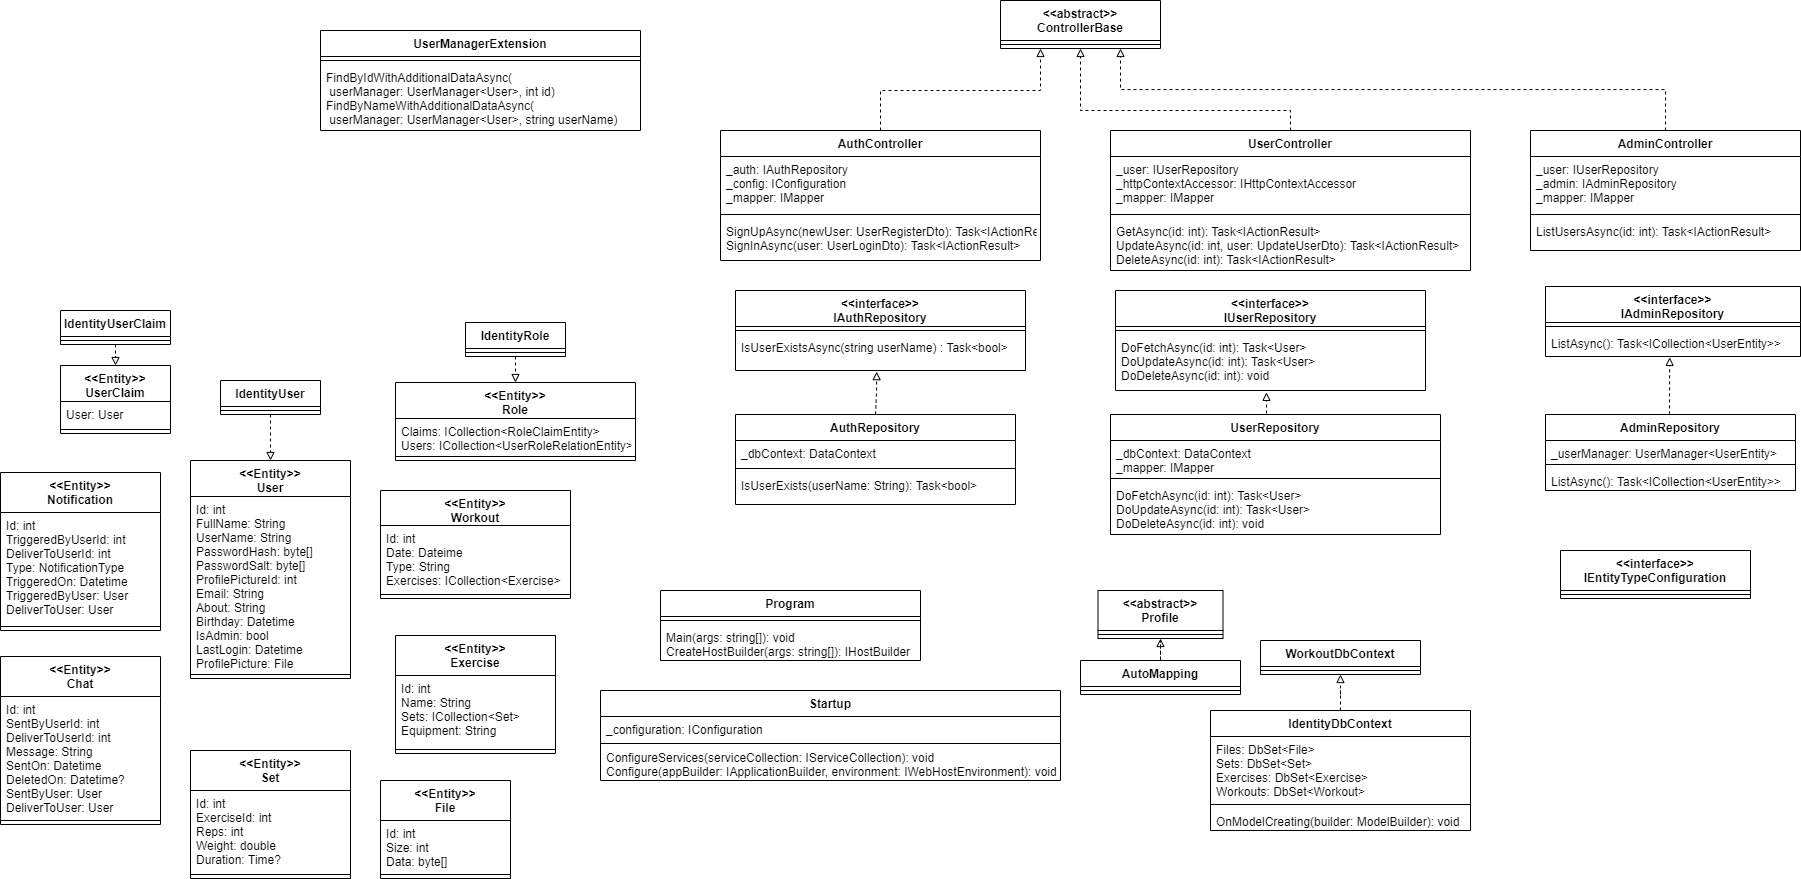 <<abstract>>
ControllerBase
UserManagerExtension
FindByIdWithAdditionalDataAsync(
userManager: UserManager<User>, int id)
FindByNameWithAdditionalDataAsync(
userManager: UserManager<User>, string userName)
AuthController
_auth: IAuthRepository
_config: IConfiguration
_mapper: IMapper
SignUpAsync(newUser: UserRegisterDto): Task<IActionRe
SignInAsync(user: UserLoginDto): Task<IActionResult>
UserController
_user: IUserRepository
_httpContextAccessor: IHttpContextAccessor
_mapper: IMapper
GetAsync(id: int): Task<IActionResult>
UpdateAsync(id: int, user: UpdateUserDto): Task<IActionResult>
DeleteAsync(id: int): Task<IActionResult>
AdminController
_user: IUserRepository
_admin: IAdminRepository
_mapper: IMapper
ListUsersAsync(id: int): Task<IActionResult>
<<interface>>
IAuthRepository
IsUserExistsAsync(string userName) : Task<bool>
<<interface>>
IUserRepository
DoFetchAsync(id: int): Task<User>
DoUpdateAsync(id: int): Task<User>
DoDeleteAsync(id: int): void
<<interface>>
IAdminRepository
ListAsync(): Task<ICollection<UserEntity>>
IdentityUserClaim
<<Entity>>
UserClaim
User: User
IdentityUser
IdentityRole
<<Entity>>
Role
Claims: ICollection<RoleClaimEntity>
Users: ICollection<UserRoleRelationEntity>
AuthRepository
_dbContext: DataContext
IsUserExists(userName: String): Task<bool>
UserRepository
_dbContext: DataContext
_mapper: IMapper
DoFetchAsync(id: int): Task<User>
DoUpdateAsync(id: int): Task<User>
DoDeleteAsync(id: int): void
AdminRepository
_userManager: UserManager<UserEntity>
ListAsync(): Task<ICollection<UserEntity>>
<<Entity>>
Notification
Id: int
TriggeredByUserId: int
DeliverToUserId: int
Type: NotificationType
TriggeredOn: Datetime
TriggeredByUser: User
DeliverToUser: User
<<Entity>>
User
Id: int
FullName: String
UserName: String
PasswordHash: byte[]
PasswordSalt: byte[]
ProfilePictureId: int
Email: String
About: String
Birthday: Datetime
IsAdmin: bool
LastLogin: Datetime
ProfilePicture: File
<<Entity>>
Workout
Id: int
Date: Dateime
Type: String
Exercises: ICollection<Exercise>
<<interface>>
IEntityTypeConfiguration
Program
Main(args: string[]): void
CreateHostBuilder(args: string[]): IHostBuilder
<<abstract>>
Profile
AutoMapping
WorkoutDbContext
<<Entity>>
Chat
Id: int
SentByUserId: int
DeliverToUserId: int
Message: String
SentOn: Datetime
DeletedOn: Datetime?
SentByUser: User
DeliverToUser: User
<<Entity>>
Exercise
Id: int
Name: String
Sets: ICollection<Set>
Equipment: String
Startup
_configuration: IConfiguration
ConfigureServices(serviceCollection: IServiceCollection): void
Configure(appBuilder: IApplicationBuilder, environment: IWebHostEnvironment): void
IdentityDbContext
Files: DbSet<File>
Sets: DbSet<Set>
Exercises: DbSet<Exercise>
Workouts: DbSet<Workout>
OnModelCreating(builder: ModelBuilder): void
<<Entity>>
Set
Id: int
ExerciseId: int
Reps: int
Weight: double
Duration: Time?
<<Entity>>
File
Id: int
Size: int
Data: byte[]